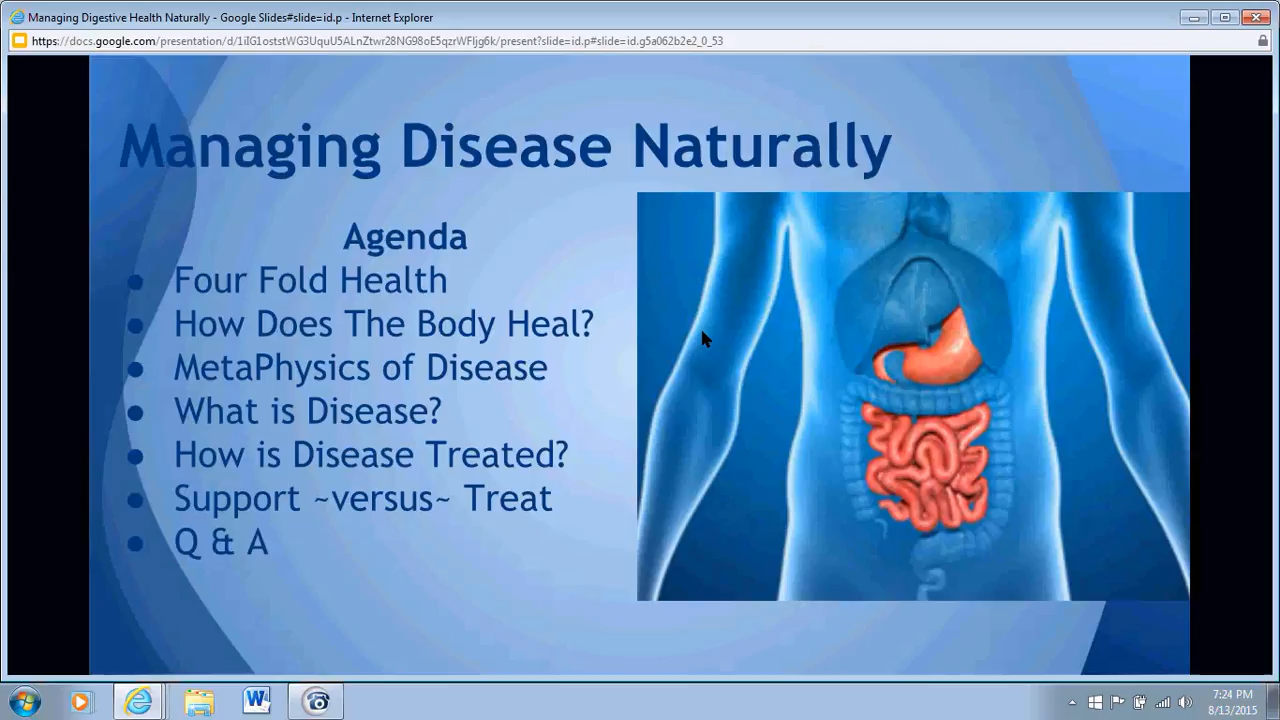 Managing Digestive Health Naturally - Google Slides#slide=id.p - Internet Explorer
https://docs.google.com/presentation/d/1iIG1oststWG3UquU5ALnZtwr28NG98oE5qzrWFIjg6k/present?slide=id.p#slide=id.g5a062b2e2_0_53
Managing Disease Naturally
Agenda
● Four Fold Health
● How Does The Body Heal?
● MetaPhysics of Disease
● What is Disease?
● How is Disease Treated?
● Support ~versus~ Treat
● Q & A
7:24 PM
8/13/2015